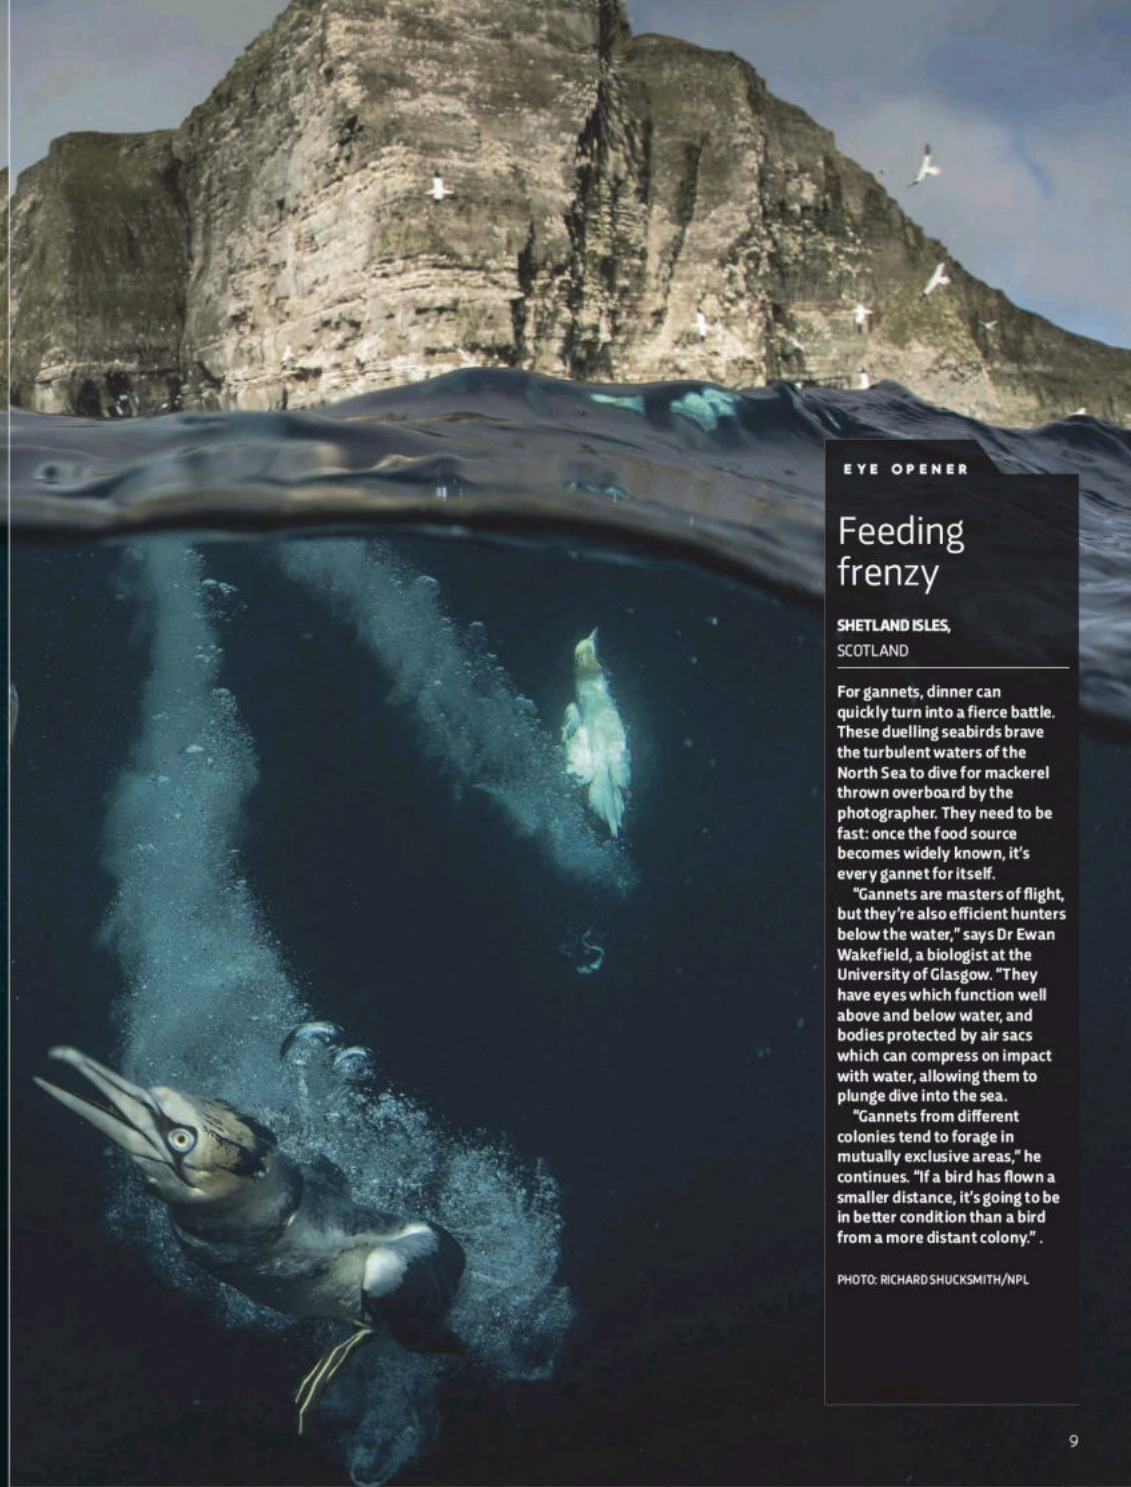 EYE OPENER
Feeding
frenzy
SHETLAND ISLES,
SCOTLAND
For gannets, dinner can
quickly turn into a fierce battle.
These duelling seabirds brave
the turbulent waters of the
North Sea to dive for mackerel
thrown overboard by the
photographer. They need to be
fast: once the food source
becomes widely known, it's
every gannet for itself.
"Gannets are masters of flight,
but they're also efficient hunters
below the water," says Dr Ewan
Wakefield, a biologist at the
University of Glasgow. "They
have eyes which function well
above and below water, and
bodies protected by air sacs
which can compress on impact
with water, allowing them to
plunge dive into the sea.
"Gannets from different
colonies tend to forage in
mutually exclusive areas," he
continues. "If a bird has flown a
smaller distance, it's going to be
in better condition than a bird
from a more distant colony." .
PHOTO: RICHARD SHUCKSMITH/NPL
9